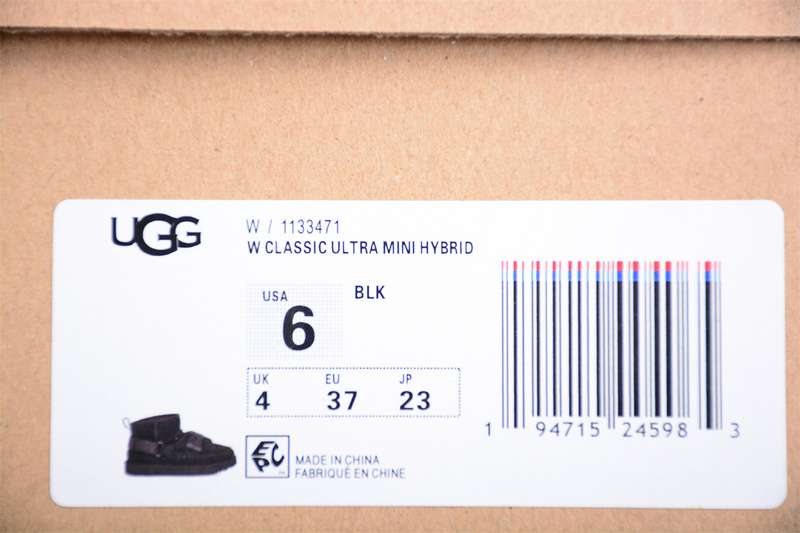 UGG
W / 1133471
W CLASSIC ULTRA MINI HYBRID
USA
6
BLK
UK EU JP
4 37 23
EPC
MADE IN CHINA
FABRIQUÉ EN CHINE
1 94715 24598 3